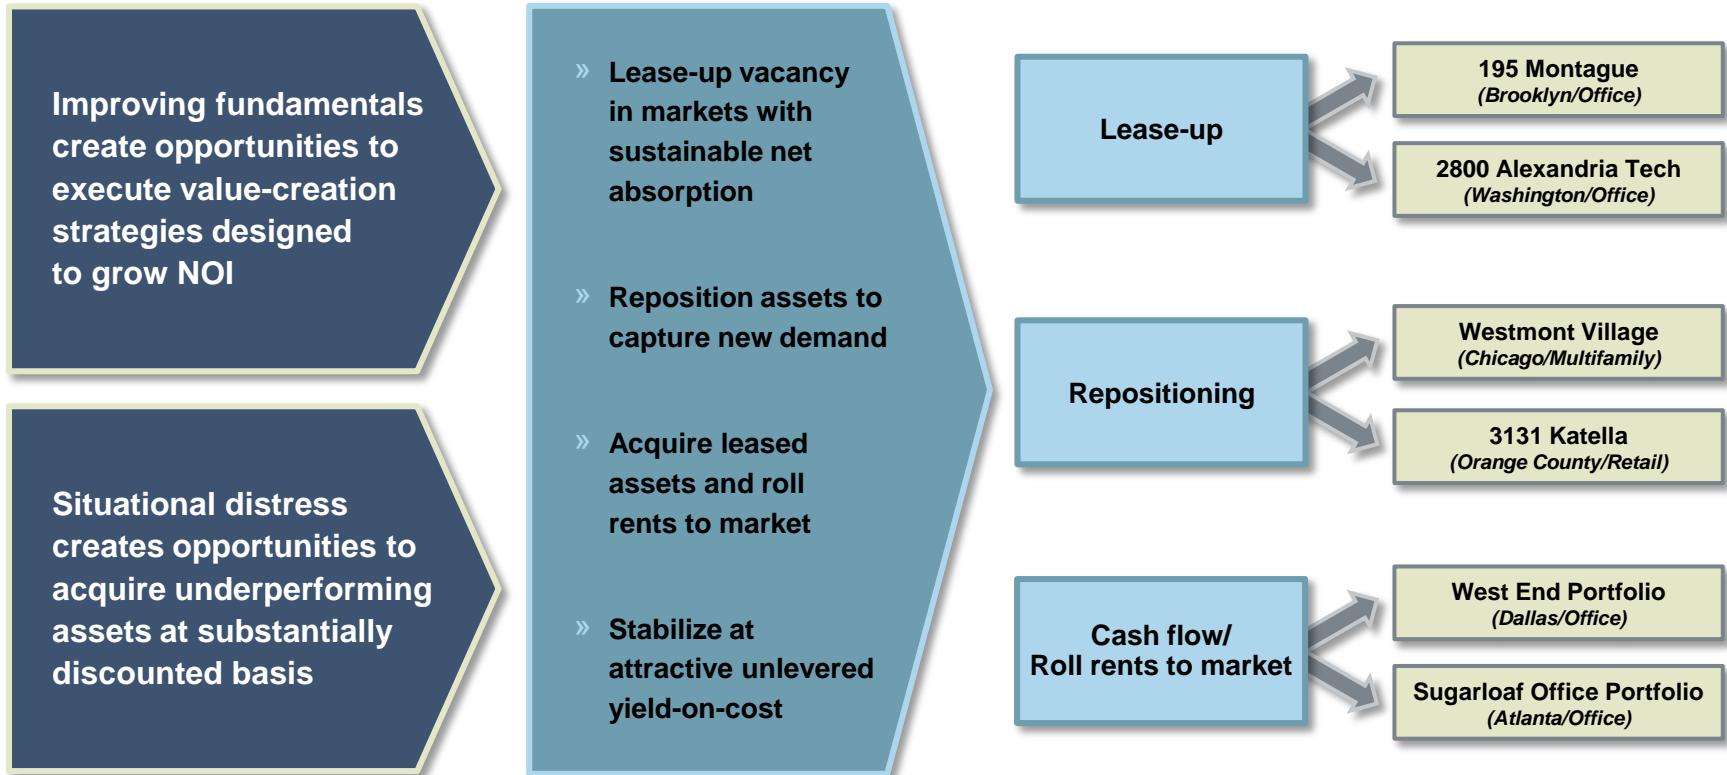 Improving fundamentals
create opportunities to
execute value-creation
strategies designed
to grow NOI
Situational distress
creates opportunities to
acquire underperforming
assets at substantially
discounted basis
» Lease-up vacancy
in markets with
sustainable net
absorption
» Reposition assets to
capture new demand
» Acquire leased
assets and roll
rents to market
» Stabilize at
attractive unlevered
yield-on-cost
Lease-up
195 Montague
(Brooklyn/Office)
2800 Alexandria Tech
(Washington/Office)
Repositioning
Westmont Village
(Chicago/Multifamily)
3131 Katella
(Orange County/Retail)
Cash flow/
Roll rents to market
West End Portfolio
(Dallas/Office)
Sugarloaf Office Portfolio
(Atlanta/Office)